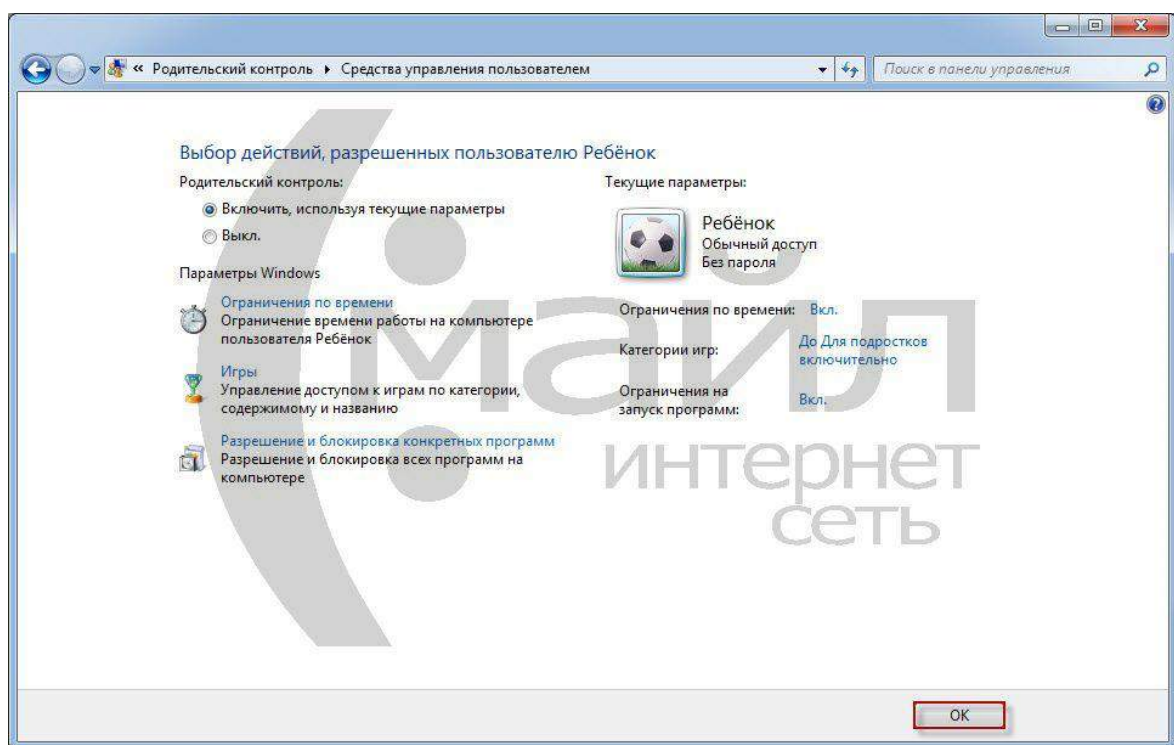 « Родительский контроль ▸ Средства управления пользователем
Поиск в панели управления
Выбор действий, разрешенных пользователю Ребёнок
Родительский контроль:
Включить, используя текущие параметры
Выкл.
Параметры Windows
Ограничения по времени
Ограничение времени работы на компьютере
пользователя Ребёнок
Игры
Управление доступом к играм по категории,
содержимому и названию
Разрешение и блокировка конкретных программ
Разрешение и блокировка всех программ на
компьютере
Текущие параметры:
Ребёнок
Обычный доступ
Без пароля
Ограничения по времени: Вкл.
Категории игр:
До Для подростков
включительно
Ограничения на
запуск программ:
Вкл.
смайл
интернет
сеть
OK